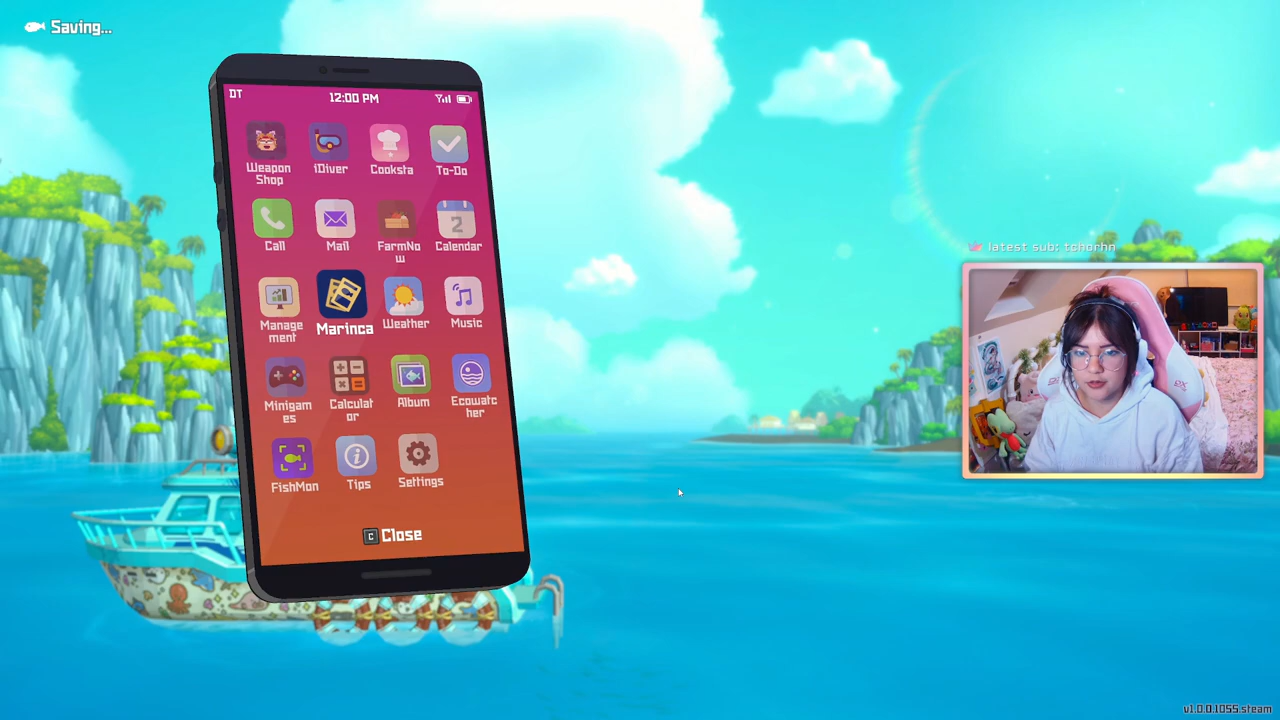 Saving...
DT
12:00 PM
Weapon
Shop
iDiver
Cooksta
To-Do
Call
Mail
FarmNo
w
2
Calendar
Manage
ment
Marinca
Weather
Music
Minigam
es
Calculat
or
Album
Ecowatc
her
FishMon
Tips
Settings
C Close
latest sub: tchorhn
v1.0.0.1055.steam